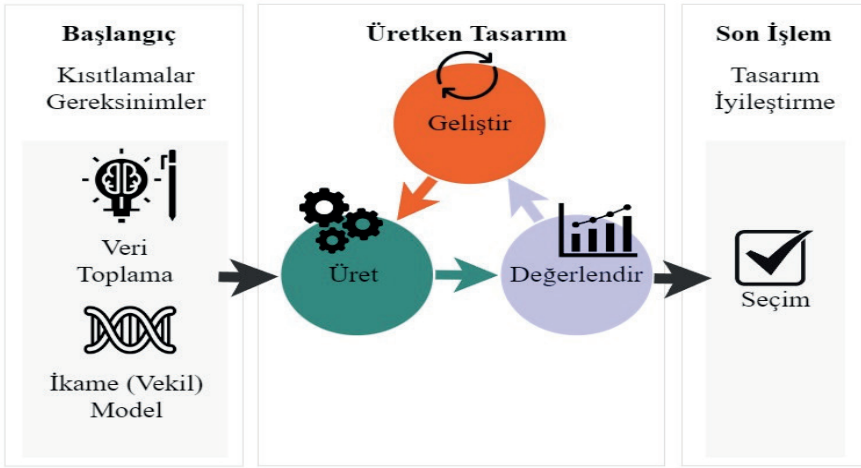 Başlangıç
Kısıtlamalar
Gereksinimler
Veri
Toplama
İkame (Vekil)
Model
Üretken Tasarım
Geliştir
Üret
Değerlendir
Son İşlem
Tasarım
İyileştirme
Seçim